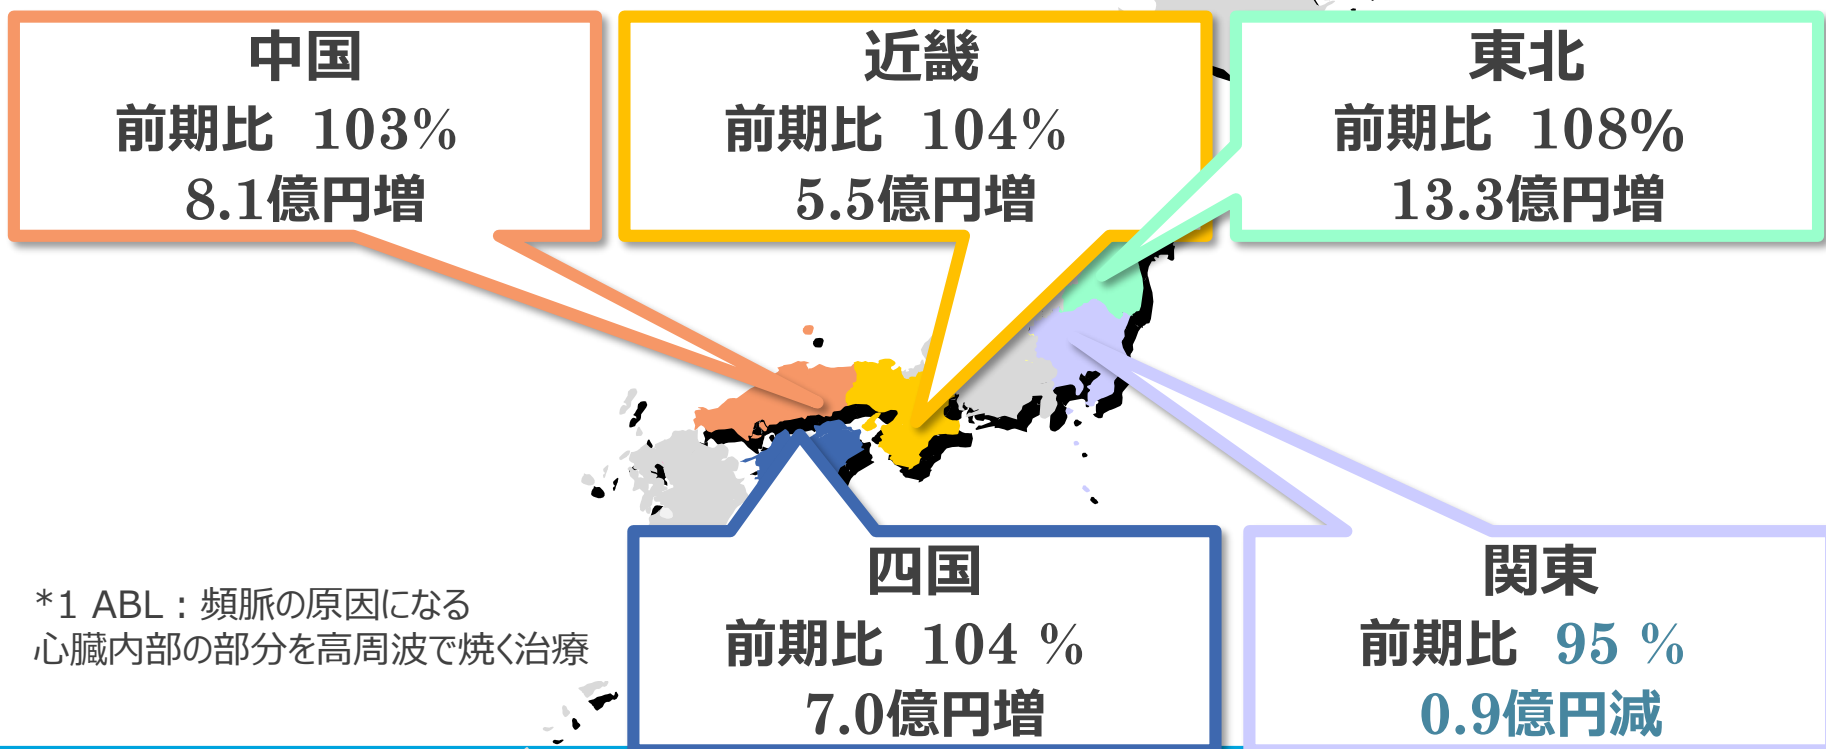 中国
前期比 103%
8.1億円増
近畿
前期比 104%
5.5億円増
東北
前期比 108%
13.3億円増
四国
前期比 104 %
7.0億円増
関東
前期比 95 %
0.9億円減
*1 ABL：頻脈の原因になる
心臓内部の部分を高周波で焼く治療